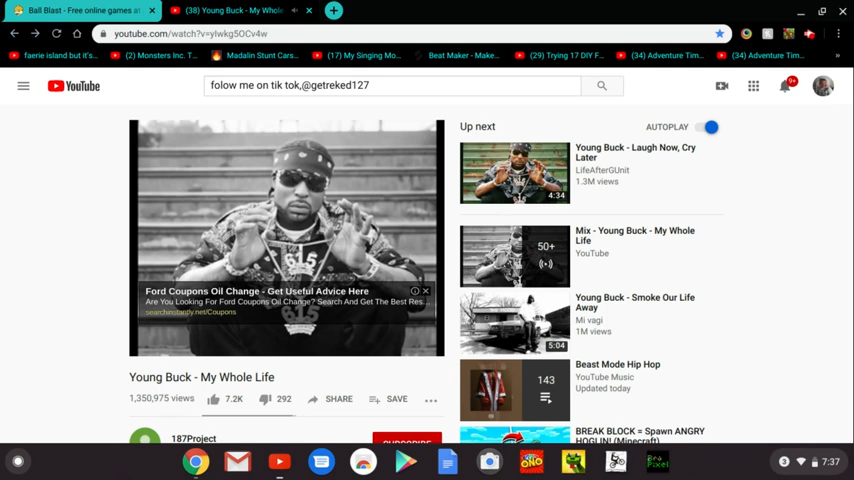 Ball Blast - Free online games at
(38) Young Buck - My Whole
youtube.com/watch?v=yIwkg5OCv4w
faerie island but it's...
(2) Monsters Inc. T...
Madalin Stunt Cars...
(17) My Singing Mo...
Beat Maker - Make...
(29) Trying 17 DIY F...
(34) Adventure Tim...
(34) Adventure Tim...
YouTube
folow me on tik tok,@getreked127
9+
Up next
AUTOPLAY
Young Buck - Laugh Now, Cry
Later
LifeAfterGUnit
1.3M views
4:34
Mix - Young Buck - My Whole
Life
YouTube
50+
Young Buck - Smoke Our Life
Away
Mi vagi
1M views
5:04
Beast Mode Hip Hop
YouTube Music
Updated today
143
BREAK BLOCK = Spawn ANGRY
HOGLIN! (Minecraft)
615
Ford Coupons Oil Change - Get Useful Advice Here
Are You Looking For Ford Coupons Oil Change? Search And Get The Best Res...
searchinstantly.net/Coupons
615
Young Buck - My Whole Life
1,350,975 views
7.2K
292
SHARE
SAVE
187Project
SUBSCRIBE
3
7:37